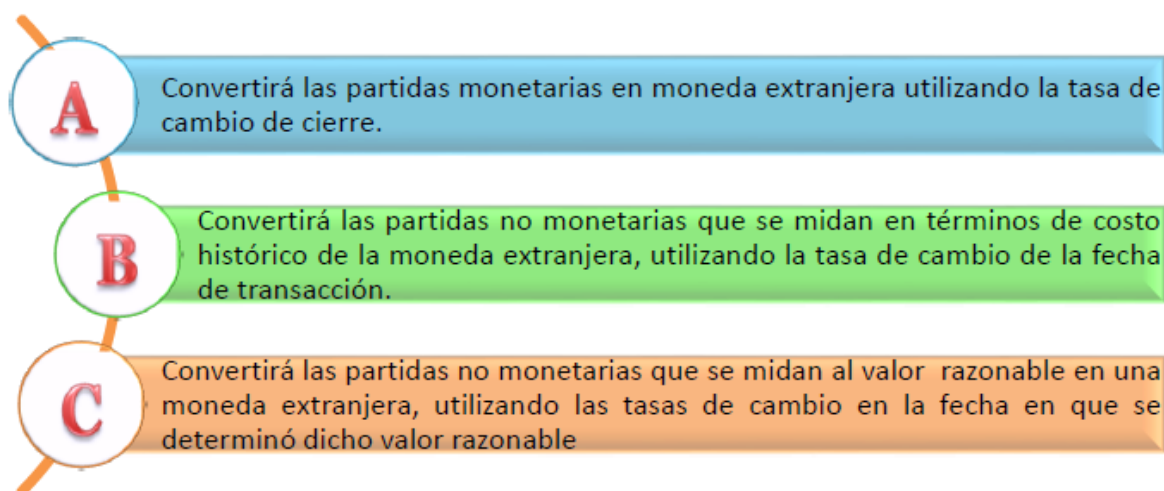 A
Convertirá las partidas monetarias en moneda extranjera utilizando la tasa de
cambio de cierre.
B
Convertirá las partidas no monetarias que se midan en términos de costo
histórico de la moneda extranjera, utilizando la tasa de cambio de la fecha
de transacción.
C
Convertirá las partidas no monetarias que se midan al valor razonable en una
moneda extranjera, utilizando las tasas de cambio en la fecha en que se
determinó dicho valor razonable